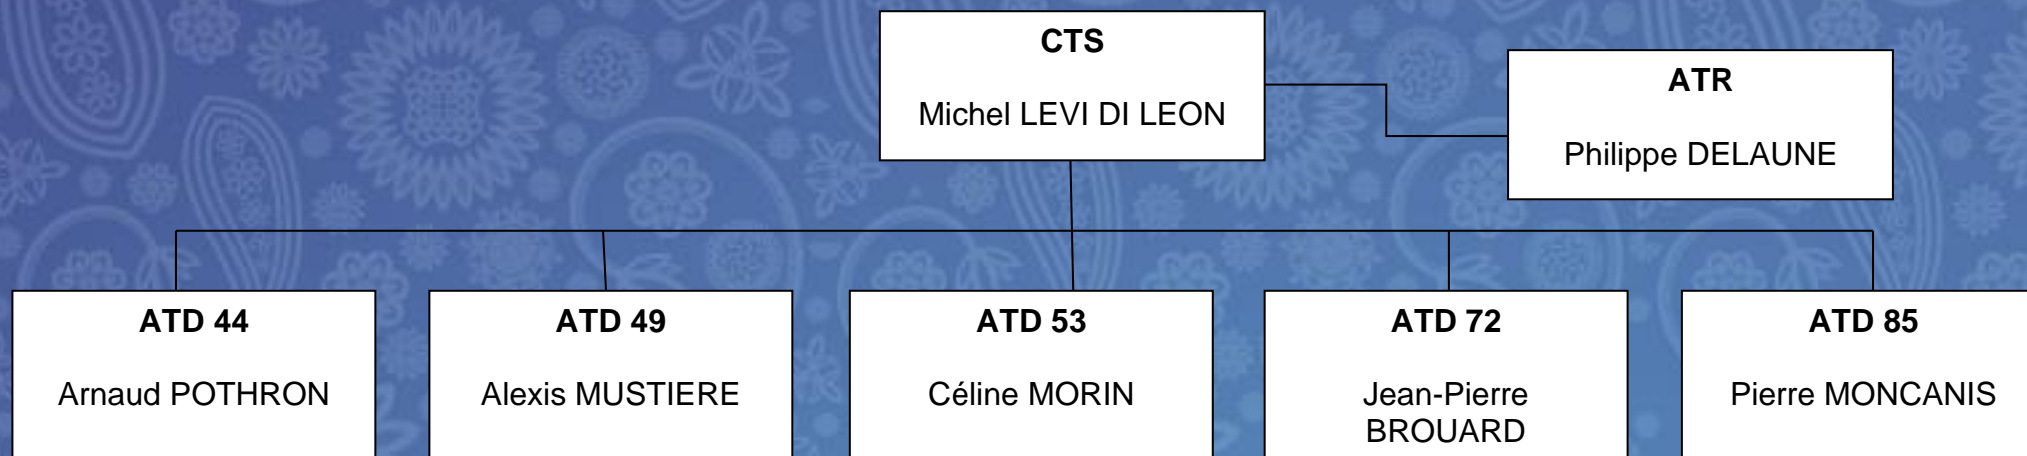 CTS
Michel LEVI DI LEON
ATR
Philippe DELAUNE
ATD 44
Arnaud POTHRON
ATD 49
Alexis MUSTIERE
ATD 53
Céline MORIN
ATD 72
Jean-Pierre
BROUARD
ATD 85
Pierre MONCANIS